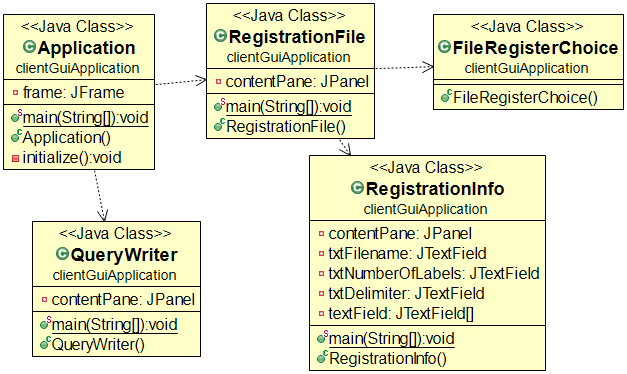 <<Java Class>>
Application
clientGuiApplication
frame: JFrame
main(String[]):void
Application()
initialize():void
<<Java Class>>
RegistrationFile
clientGuiApplication
contentPane: JPanel
main(String[]):void
RegistrationFile()
<<Java Class>>
FileRegisterChoice
clientGuiApplication
FileRegisterChoice()
<<Java Class>>
QueryWriter
clientGuiApplication
contentPane: JPanel
main(String[]):void
QueryWriter()
<<Java Class>>
RegistrationInfo
clientGuiApplication
contentPane: JPanel
txtFilename: JTextField
txtNumberOfLabels: JTextField
txtDelimiter: JTextField
textField: JTextField[]
main(String[]):void
RegistrationInfo()